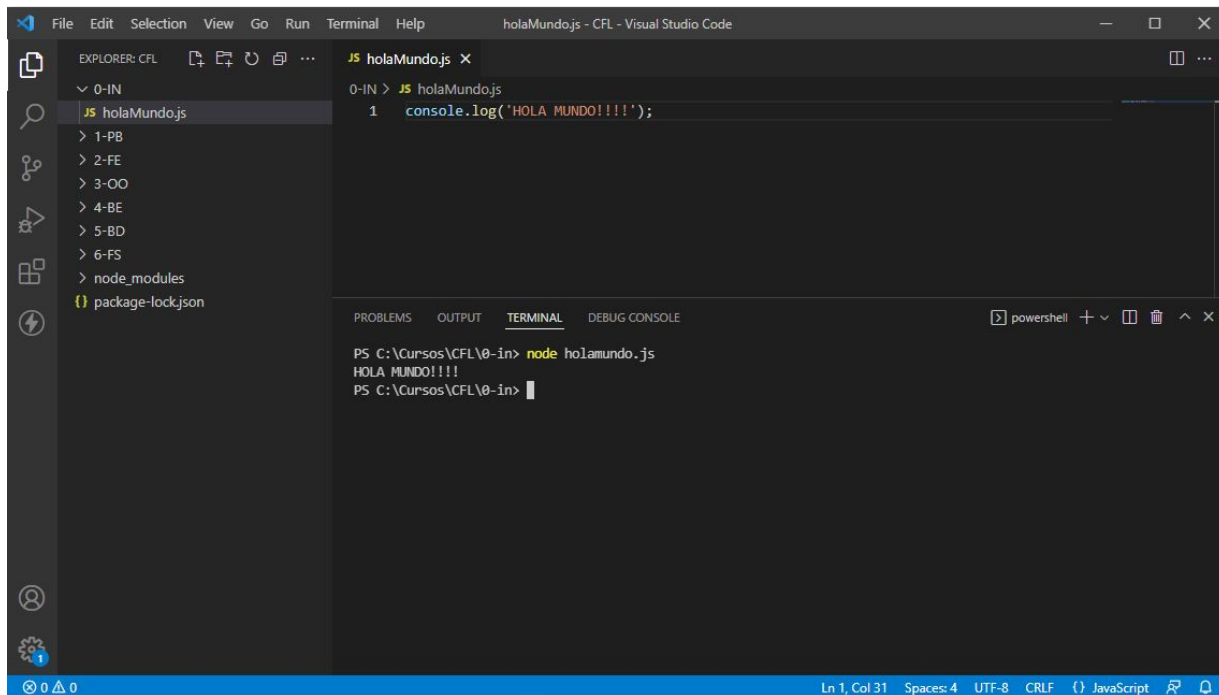 File Edit Selection View Go Run Terminal Help holaMundo.js - CFL - Visual Studio Code
EXPLORER: CFL
0-IN
JS holaMundo.js
1-PB
2-FE
3-OO
4-BE
5-BD
6-FS
node_modules
{} package-lock.json
JS holaMundo.js
0-IN > JS holaMundo.js
1 console.log('HOLA MUNDO!!!!');
PROBLEMS OUTPUT TERMINAL DEBUG CONSOLE powershell
PS C:\Cursos\CFL\0-in> node holamundo.js
HOLA MUNDO!!!!
PS C:\Cursos\CFL\0-in>
1
0 0 Ln 1, Col 31 Spaces: 4 UTF-8 CRLF {} JavaScript